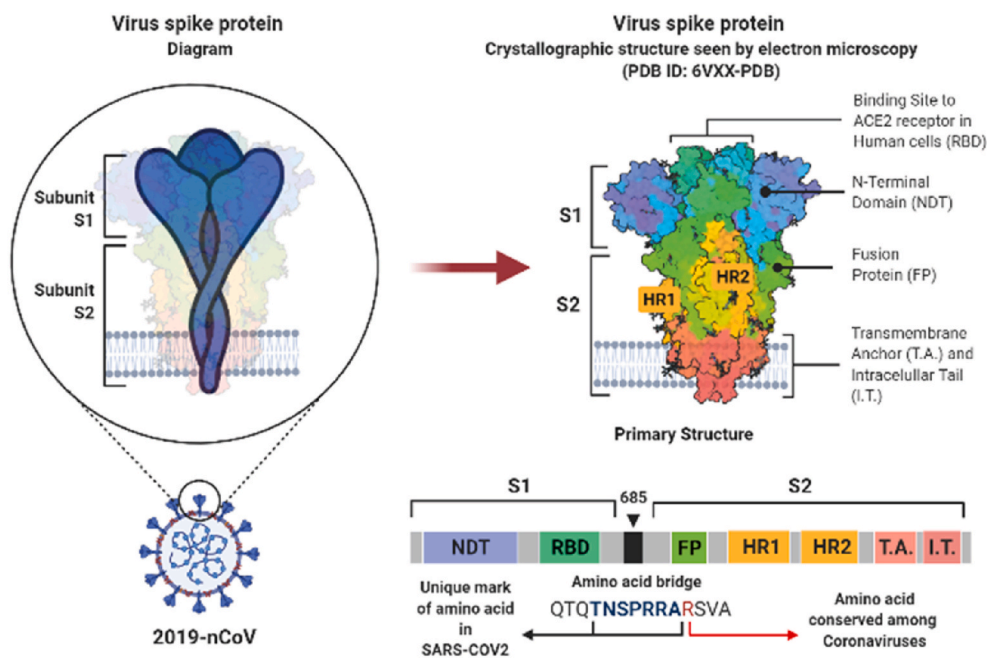 Virus spike protein
Diagram
Subunit
S1
Subunit
S2
2019-nCoV
Virus spike protein
Crystallographic structure seen by electron microscopy
(PDB ID: 6VXX-PDB)
Binding Site to
ACE2 receptor in
Human cells (RBD)
N-Terminal
Domain (NDT)
Fusion
Protein (FP)
Transmembrane
Anchor (T.A.) and
Intracelullar Tail
(I.T.)
S1
S2
HR1
HR2
Primary Structure
S1
685
S2
NDT
RBD
FP
HR1
HR2
T.A.
I.T.
Unique mark
of amino acid
in
SARS-COV2
Amino acid bridge
QTQTNSPRRARSVA
Amino acid
conserved among
Coronaviruses